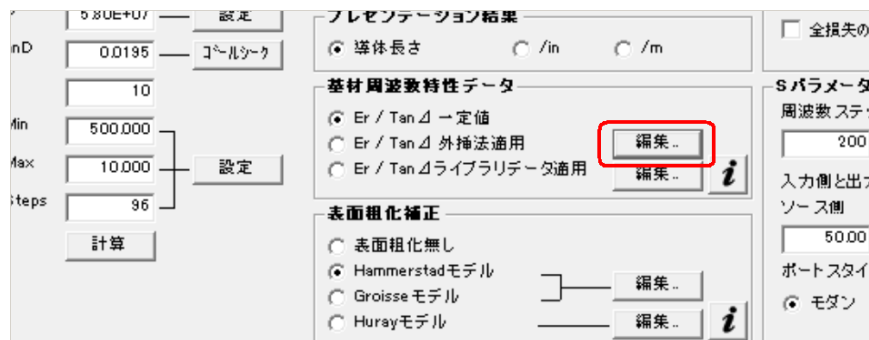 5.80E+07
設定
プレゼンテーション結果
全損失の
nD
0.0195
ゴールシーク
導体長さ
/in
/m
10
基材周波数特性データ
Sパラメータ
Er / TanΔ 一定値
周波数ステッ
Min
500.000
Er / TanΔ 外挿法適用
編集..
200
Max
10.000
設定
Er / TanΔライブラリデータ適用
編集..
i
入力側と出力
Steps
96
表面粗化補正
ソース側
計算
表面粗化無し
50.00
Hammerstadモデル
編集..
ポートスタイ
Groisseモデル
モダン
Hurayモデル
編集..
i